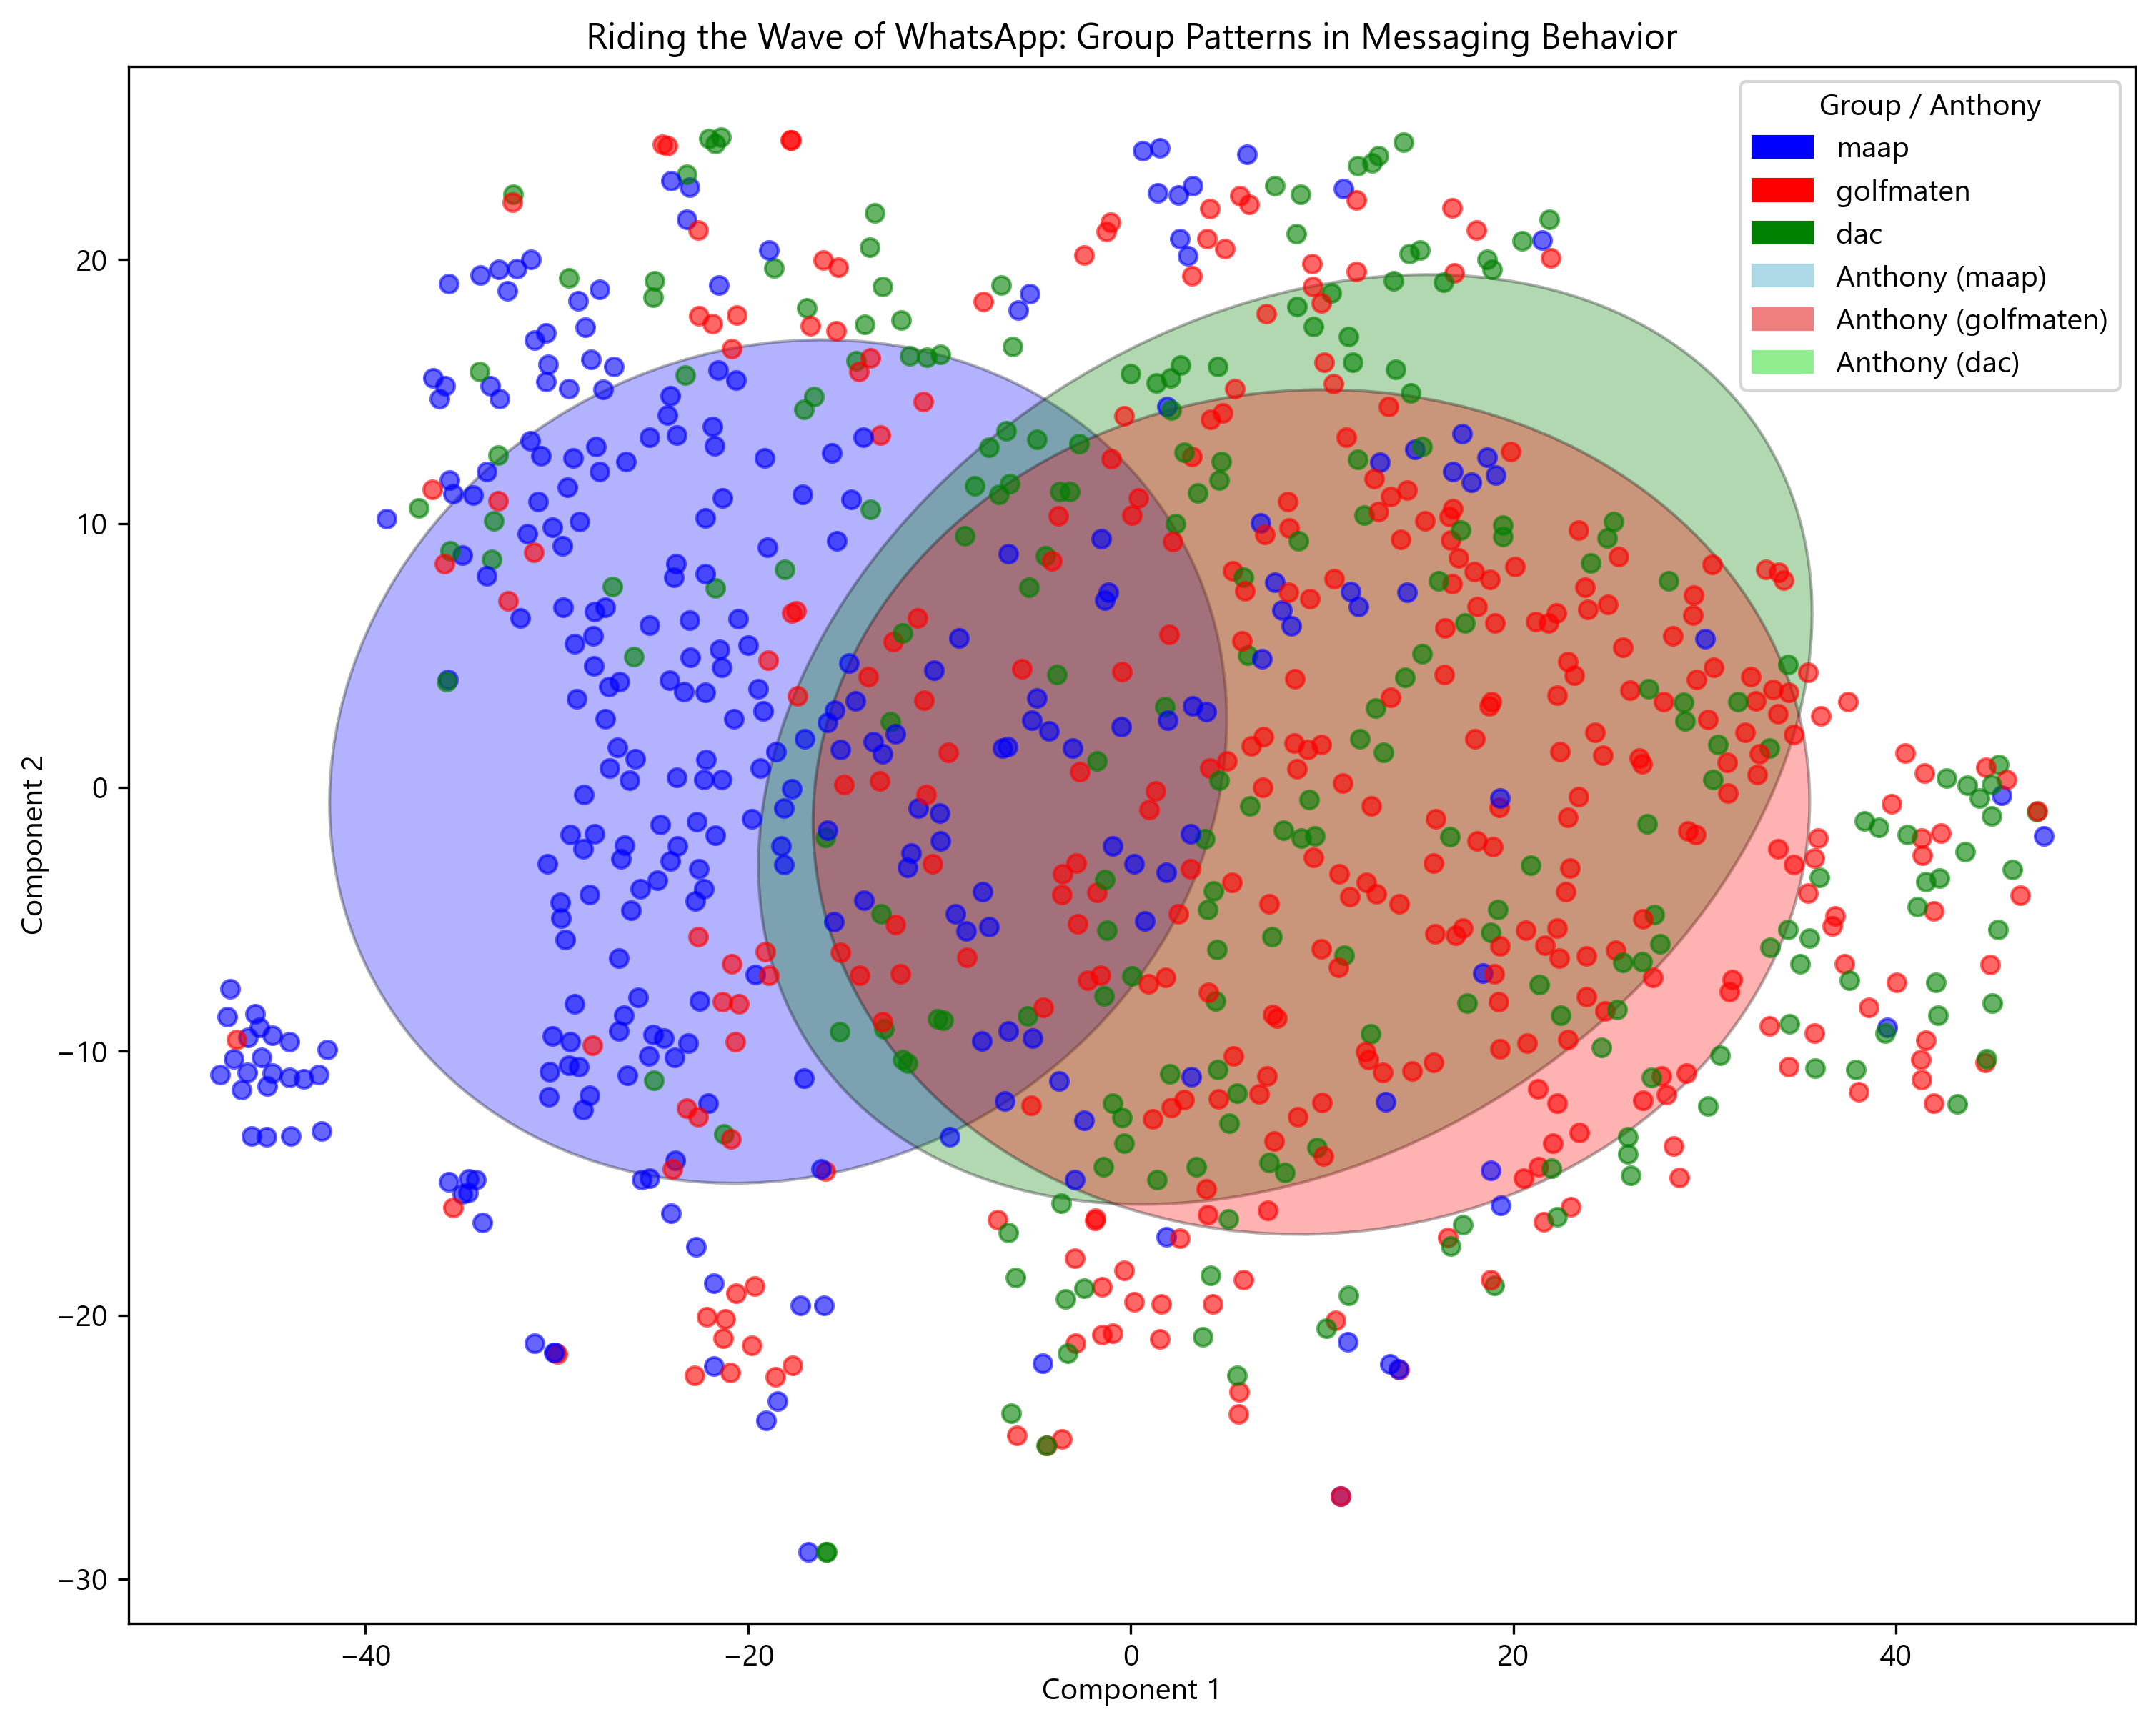 Riding the Wave of WhatsApp: Group Patterns in Messaging Behavior
Group / Anthony
maap
golfmaten
dac
Anthony (maap)
Anthony (golfmaten)
Anthony (dac)
Component 2
20
10
0
−10
−20
−30
−40
−20
0
20
40
Component 1